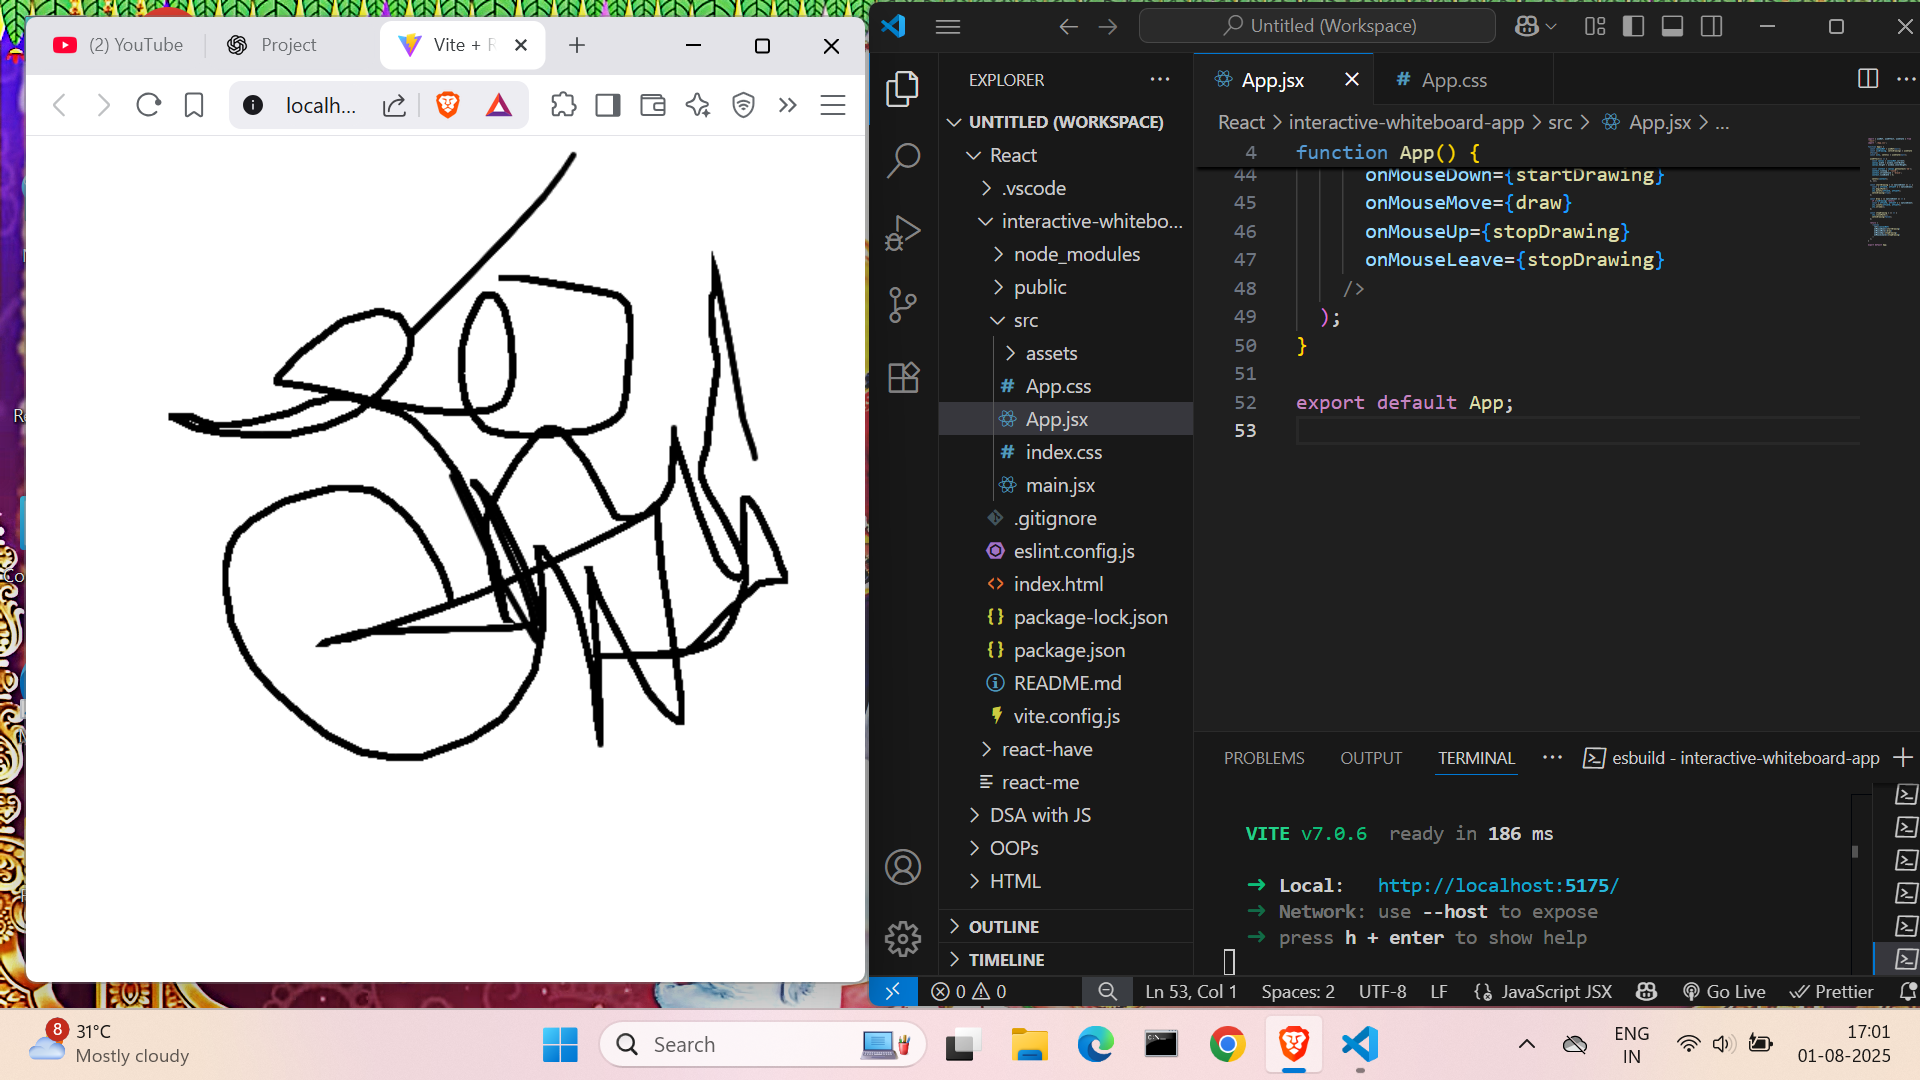 (2) YouTube
Project
Vite + R
localh...
Untitled (Workspace)
EXPLORER
UNTITLED (WORKSPACE)
React
.vscode
interactive-whitebo...
node_modules
public
src
assets
App.css
App.jsx
index.css
main.jsx
.gitignore
eslint.config.js
index.html
package-lock.json
package.json
README.md
vite.config.js
react-have
react-me
DSA with JS
OOPs
HTML
OUTLINE
TIMELINE
App.jsx
App.css
React > interactive-whiteboard-app > src > App.jsx > ...
4 function App() {
44 onMouseDown={startDrawing}
45 onMouseMove={draw}
46 onMouseUp={stopDrawing}
47 onMouseLeave={stopDrawing}
48 />
49 );
50 }
51
52 export default App;
53
PROBLEMS OUTPUT TERMINAL ... esbuild - interactive-whiteboard-app
VITE v7.0.6 ready in 186 ms
➜ Local: http://localhost:5175/
➜ Network: use --host to expose
➜ press h + enter to show help
0 0 Ln 53, Col 1 Spaces: 2 UTF-8 LF {} JavaScript JSX Go Live Prettier
8 31°C
Mostly cloudy
Search
ENG
IN
17:01
01-08-2025